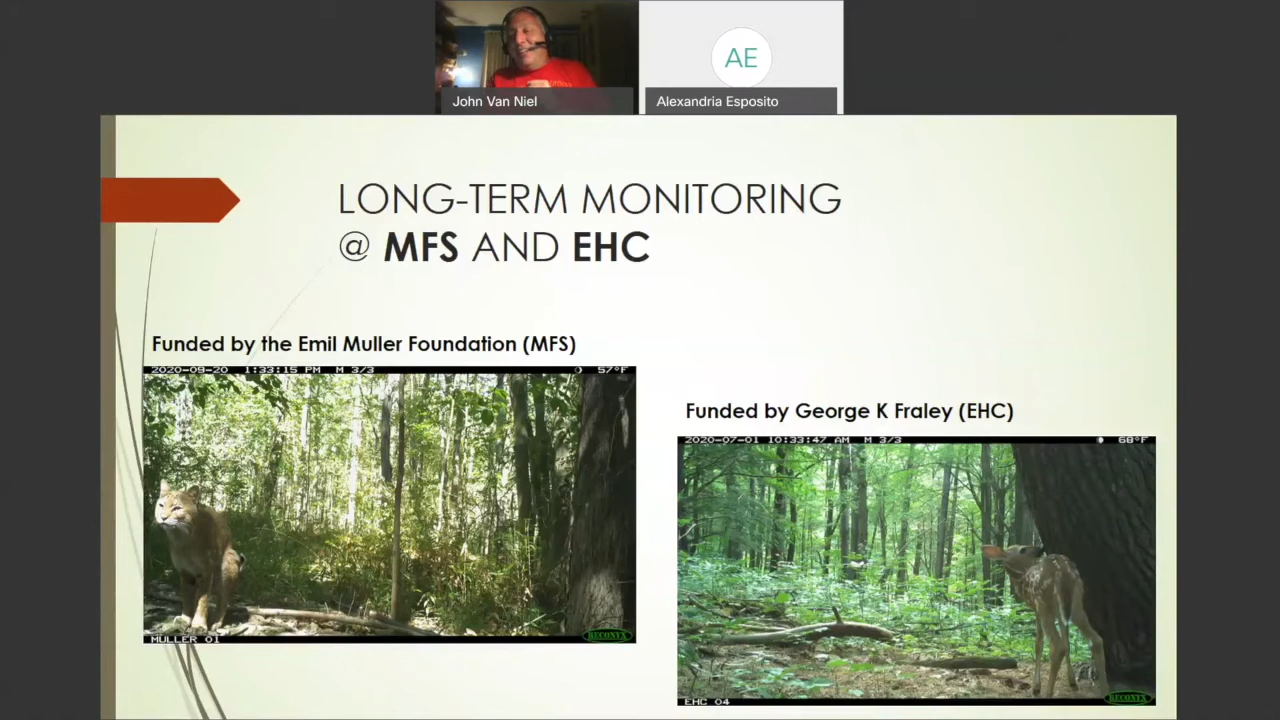 AE
John Van Niel
Alexandria Esposito
LONG-TERM MONITORING
@ MFS AND EHC
Funded by the Emil Muller Foundation (MFS)
2020-09-20 1:33:15 PM M 3/3 57°F
MULLER 01
RECONYX
Funded by George K Fraley (EHC)
2020-07-01 10:33:47 AM M 3/3 68°F
EHC 04
RECONYX